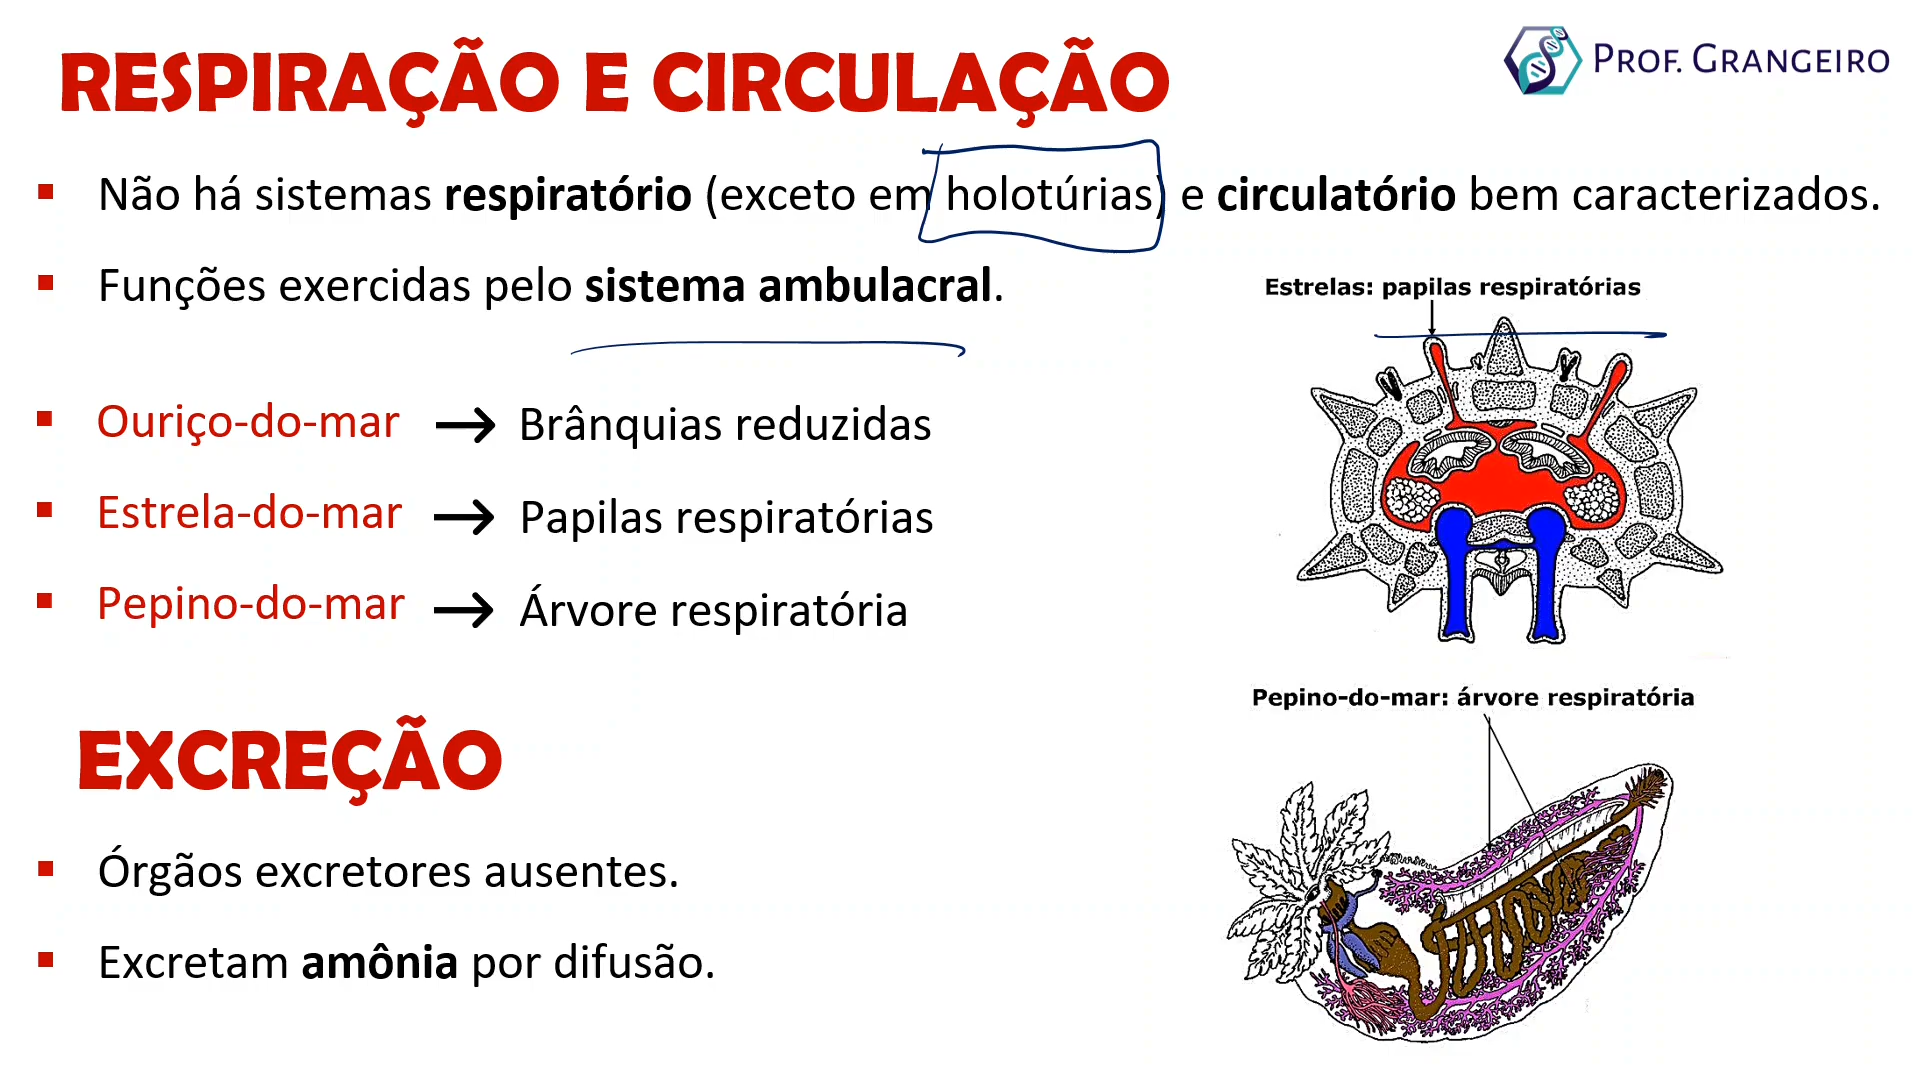 RESPIRAÇÃO E CIRCULAÇÃO
PROF. GRANGEIRO
Não há sistemas respiratório (exceto em holotúrias) e circulatório bem caracterizados.
Funções exercidas pelo sistema ambulacral.
Estrelas: papilas respiratórias
Ouriço-do-mar → Brânquias reduzidas
Estrela-do-mar → Papilas respiratórias
Pepino-do-mar → Árvore respiratória
Pepino-do-mar: árvore respiratória
EXCREÇÃO
Órgãos excretores ausentes.
Excretam amônia por difusão.